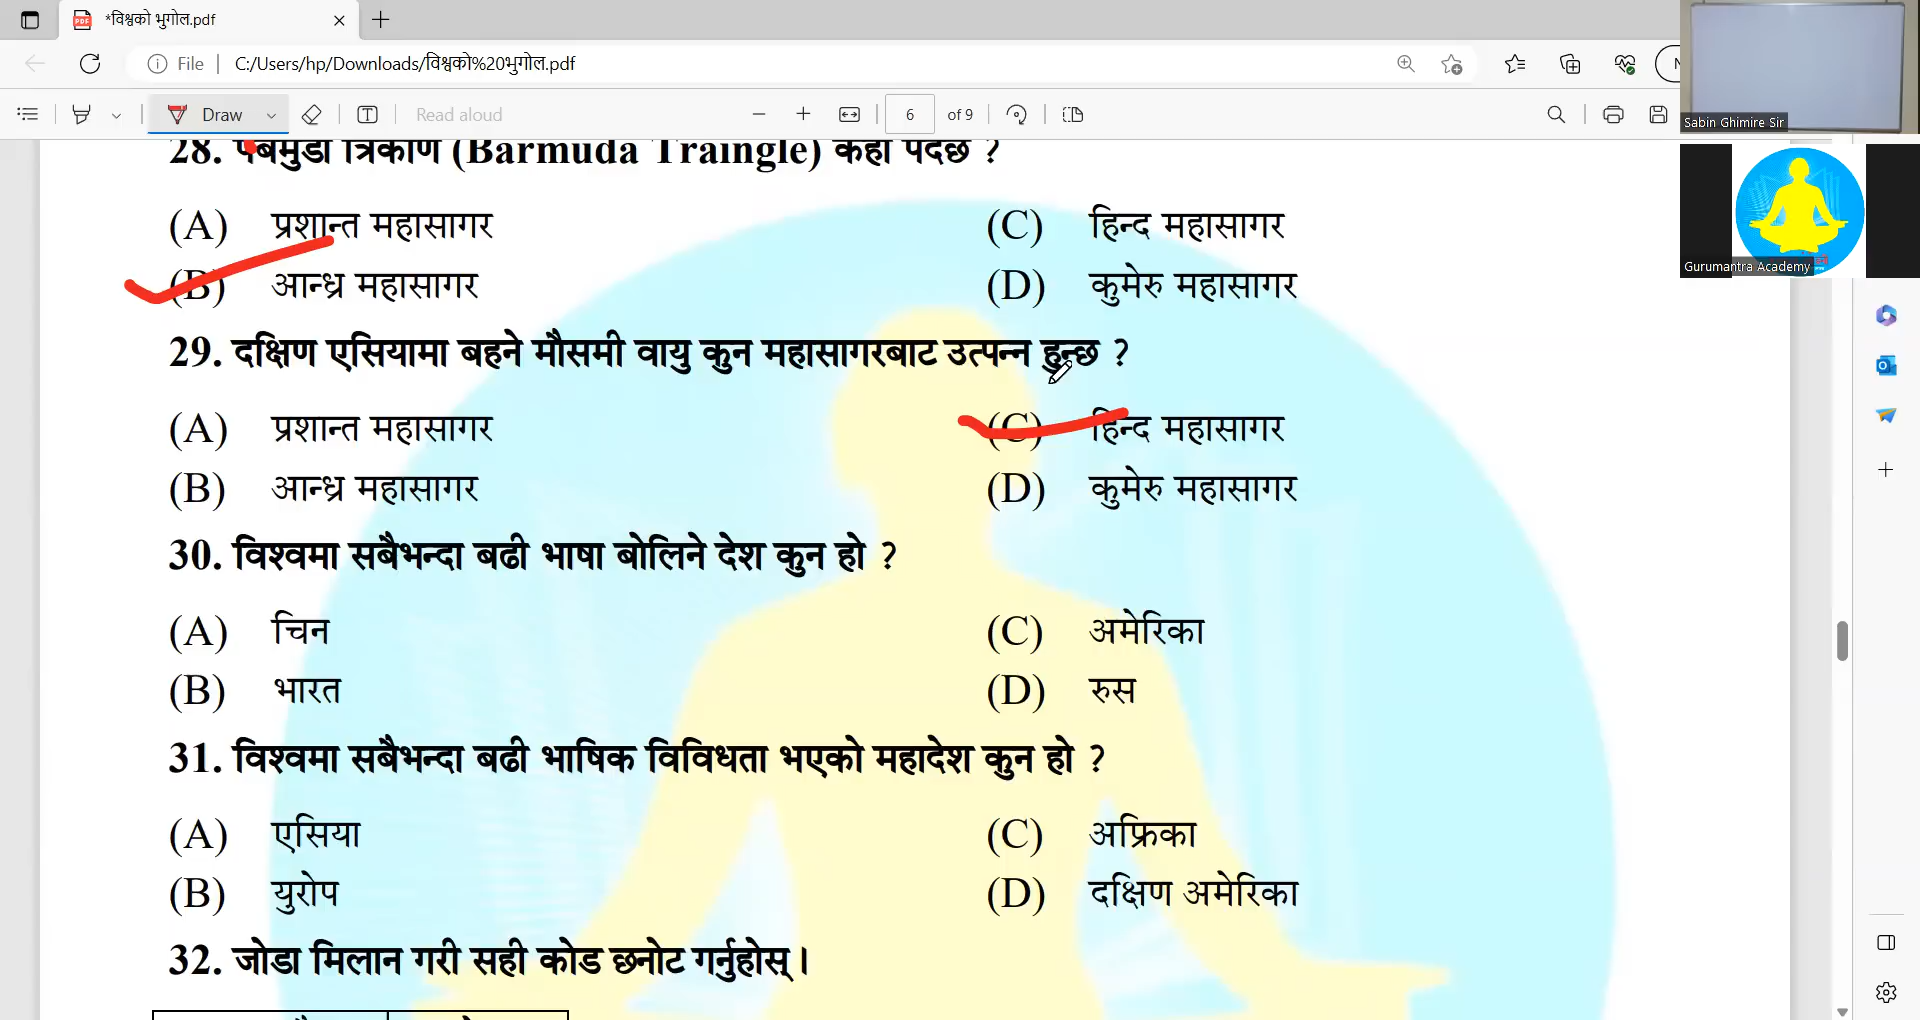 *विश्वको भुगोल.pdf
File C:/Users/hp/Downloads/विश्वको%20भुगोल.pdf
Draw Read aloud 6 of 9
Sabin Ghimire Sir
Gurumantra Academy
28. बर्मुडा त्रिकोण (Barmuda Traingle) कहाँ पर्दछ ?
(A) प्रशान्त महासागर (C) हिन्द महासागर
(B) आन्ध्र महासागर (D) कुमेरु महासागर
29. दक्षिण एसियामा बहने मौसमी वायु कुन महासागरबाट उत्पन्न हुन्छ ?
(A) प्रशान्त महासागर (C) हिन्द महासागर
(B) आन्ध्र महासागर (D) कुमेरु महासागर
30. विश्वमा सबैभन्दा बढी भाषा बोलिने देश कुन हो ?
(A) चिन (C) अमेरिका
(B) भारत (D) रुस
31. विश्वमा सबैभन्दा बढी भाषिक विविधता भएको महादेश कुन हो ?
(A) एसिया (C) अफ्रिका
(B) युरोप (D) दक्षिण अमेरिका
32. जोडा मिलान गरी सही कोड छनोट गर्नुहोस् ।